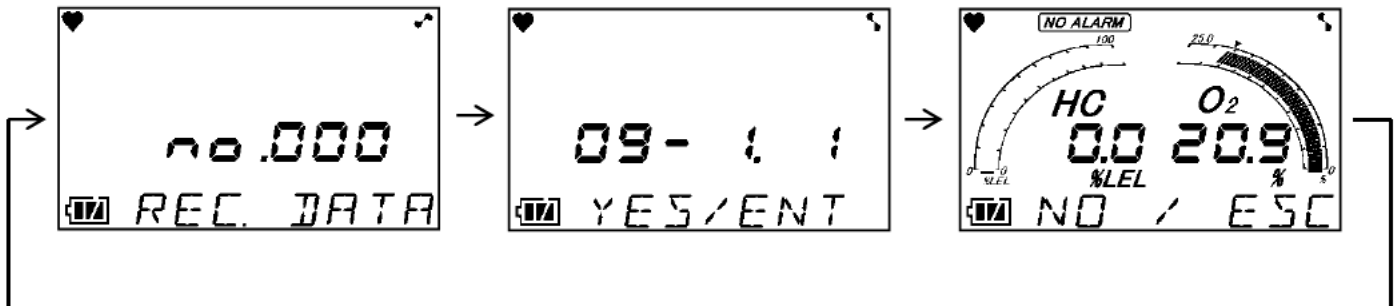 no.000
REC. DATA
09- 1. 1
YES/ENT
NO ALARM
100 25.0
HC O2
0.0 20.9
0 0 0
%LEL %LEL % %
NO / ESC